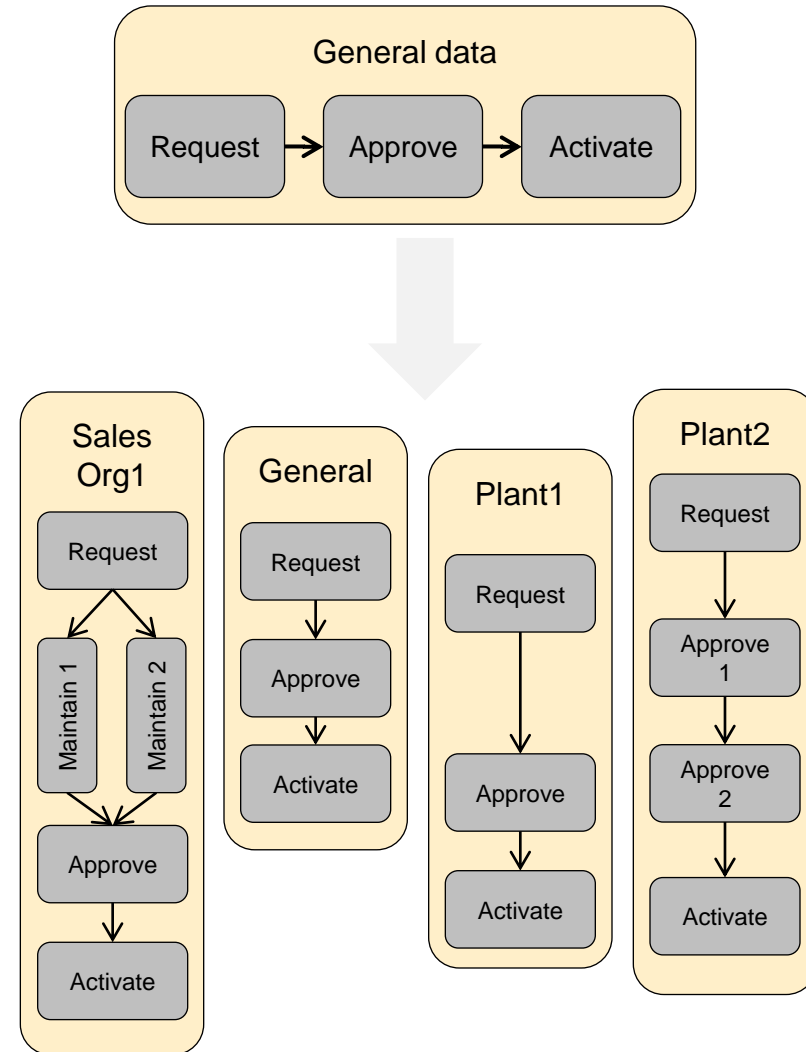 General data
Request
Approve
Activate
Sales
Org1
Request
Maintain 1
Maintain 2
Approve
Activate
General
Request
Approve
Activate
Plant1
Request
Approve
Activate
Plant2
Request
Approve
1
Approve
2
Activate